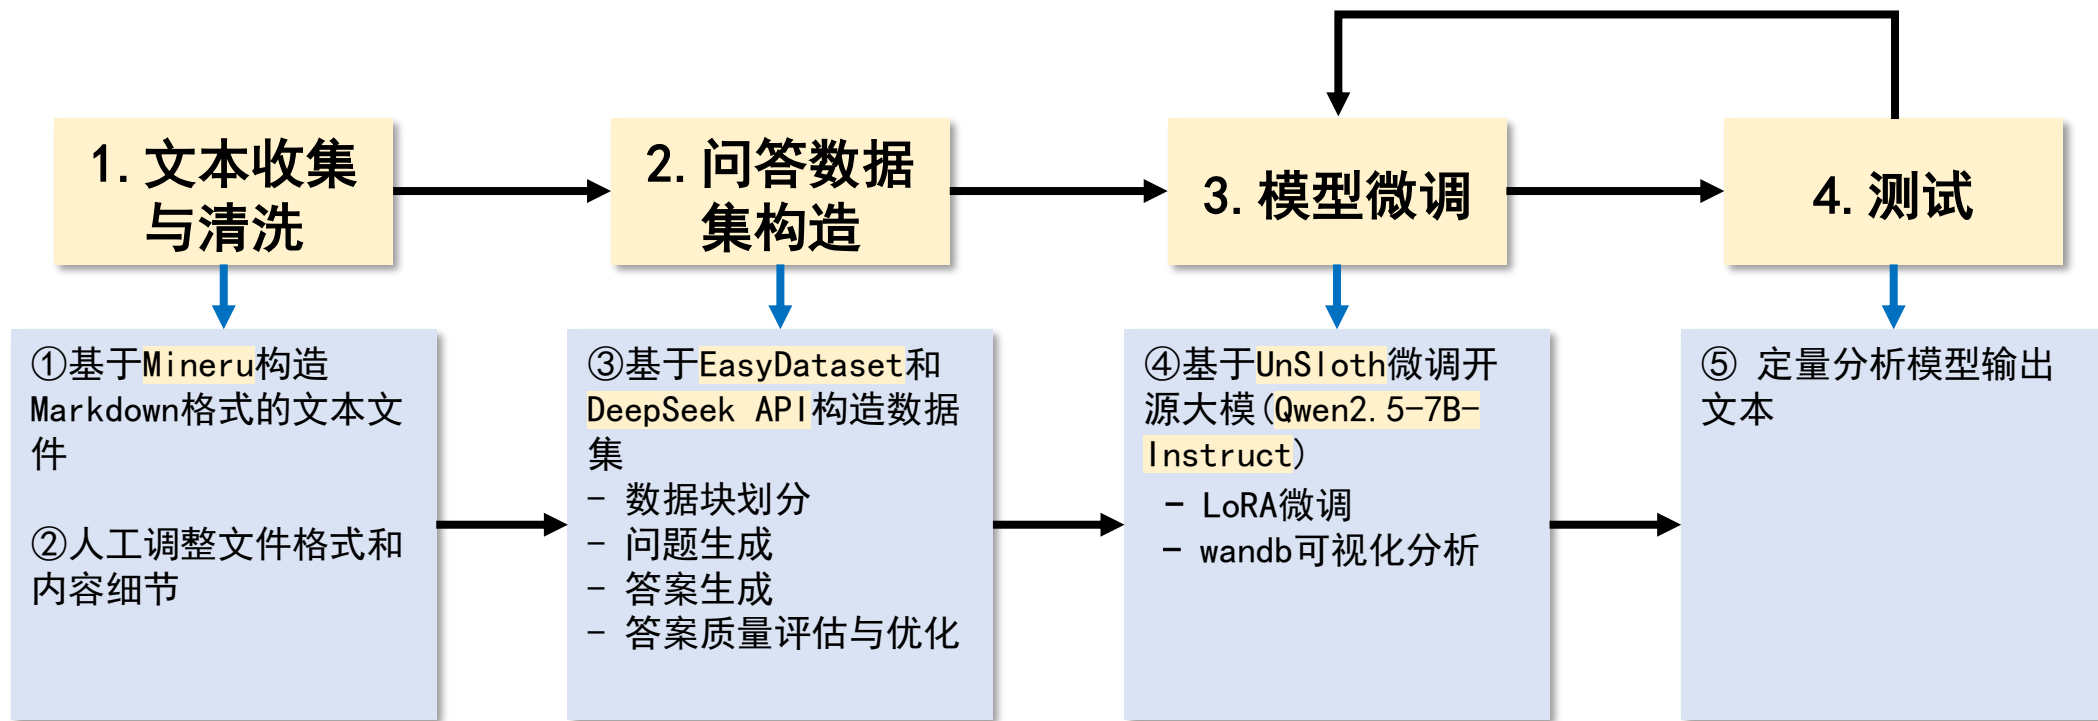 1.文本收集
与清洗
2.问答数据
集构造
3.模型微调
4.测试
①基于Mineru构造
Markdown格式的文本文
件
②人工调整文件格式和
内容细节
③基于EasyDataset和
DeepSeek API构造数据
集
- 数据块划分
- 问题生成
- 答案生成
- 答案质量评估与优化
④基于UnSloth微调开
源大模(Qwen2.5-7B-
Instruct)
- LoRA微调
- wandb可视化分析
⑤ 定量分析模型输出
文本